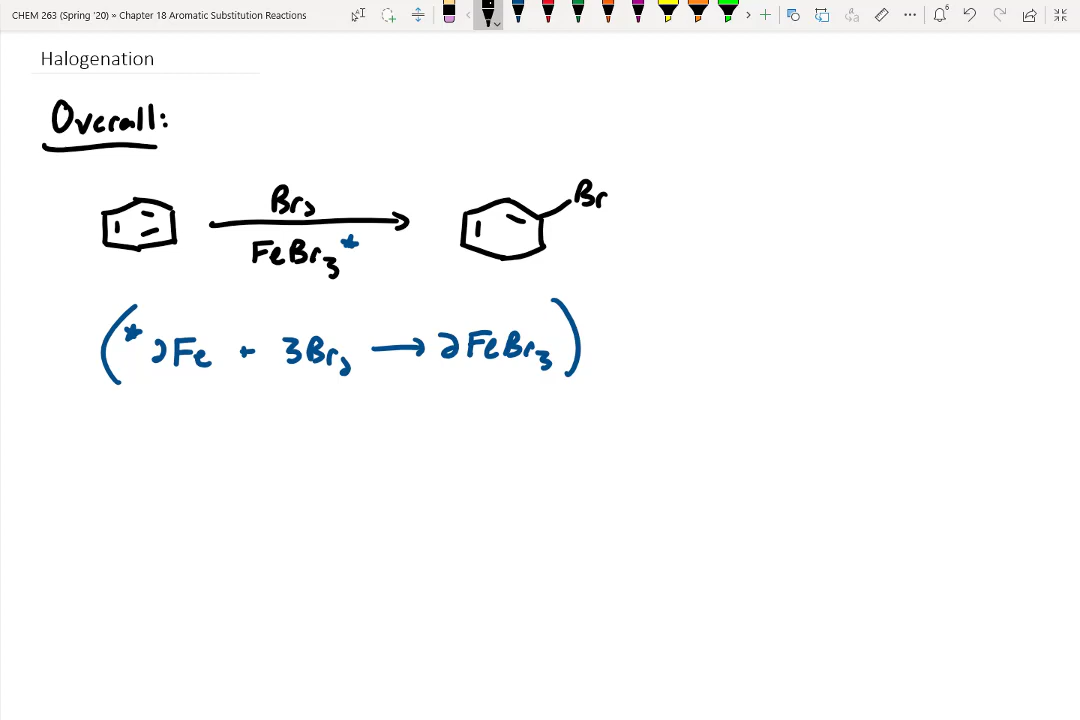 CHEM 263 (Spring '20) » Chapter 18 Aromatic Substitution Reactions
Halogenation
Overall:
Br₂
Br
FeBr₃*
(* 2Fe + 3Br₂ → 2FeBr₃)